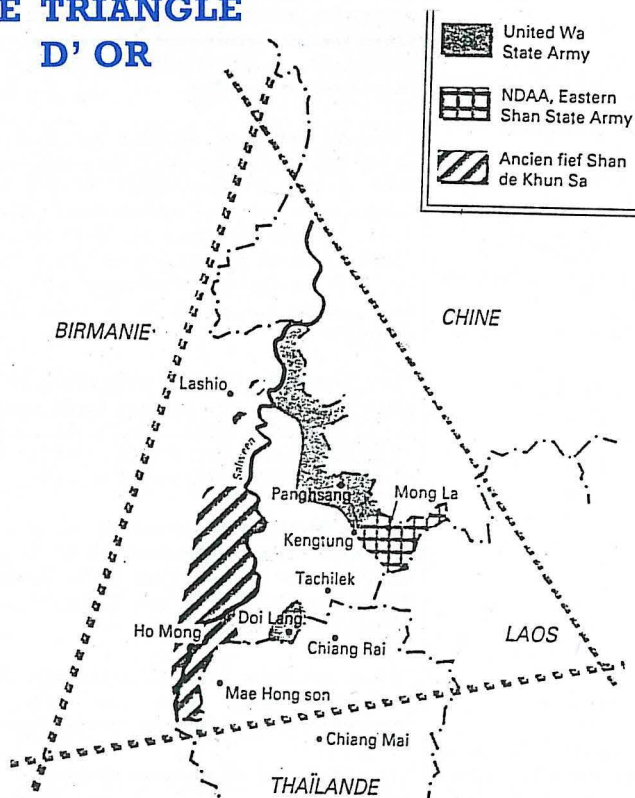 E TRIANGLE
D'OR
United Wa
State Army
NDAA, Eastern
Shan State Army
Ancien fief Shan
de Khun Sa
BIRMANIE
CHINE
Lashio
Salween
Panghsang
Mong La
Kengtung
Tachilek
Doi Lang
Ho Mong
Chiang Rai
LAOS
Mae Hong son
Chiang Mai
THAÏLANDE